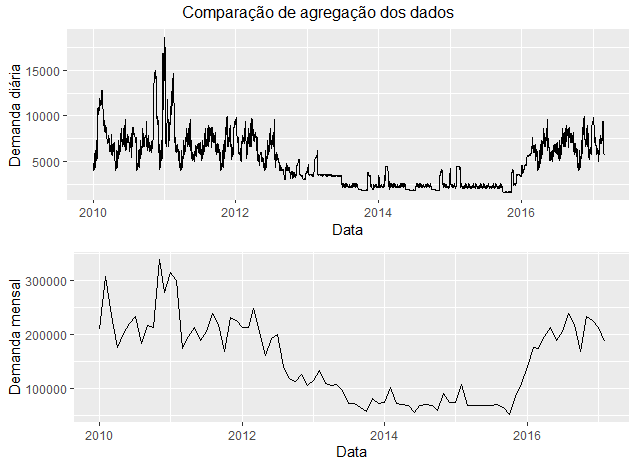 Comparação de agregação dos dados
Demanda diária
15000
10000
5000
2010 2012 2014 2016
Data
Demanda mensal
300000
200000
100000
2010 2012 2014 2016
Data